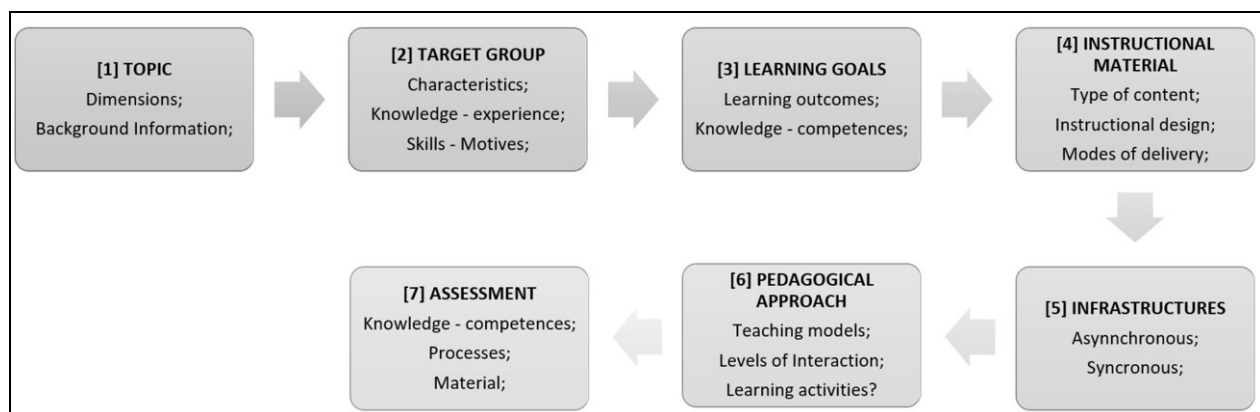 [1] TOPIC
Dimensions;
Background Information;
[2] TARGET GROUP
Characteristics;
Knowledge - experience;
Skills - Motives;
[3] LEARNING GOALS
Learning outcomes;
Knowledge - competences;
[4] INSTRUCTIONAL
MATERIAL
Type of content;
Instructional design;
Modes of delivery;
[5] INFRASTRUCTURES
Asynnchronous;
Syncronous;
[6] PEDAGOGICAL
APPROACH
Teaching models;
Levels of Interaction;
Learning activities?
[7] ASSESSMENT
Knowledge - competences;
Processes;
Material;